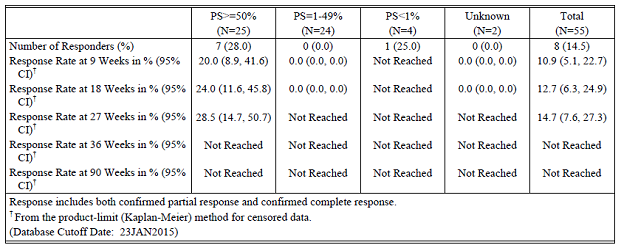 PS>=50% PS=1-49% PS<1% Unknown Total
(N=25) (N=24) (N=4) (N=2) (N=55)
Number of Responders (%) 7 (28.0) 0 (0.0) 1 (25.0) 0 (0.0) 8 (14.5)
Response Rate at 9 Weeks in % (95% 20.0 (8.9, 41.6) 0.0 (0.0, 0.0) Not Reached 0.0 (0.0, 0.0) 10.9 (5.1, 22.7)
CI)†
Response Rate at 18 Weeks in % (95% 24.0 (11.6, 45.8) 0.0 (0.0, 0.0) Not Reached 0.0 (0.0, 0.0) 12.7 (6.3, 24.9)
CI)†
Response Rate at 27 Weeks in % (95% 28.5 (14.7, 50.7) Not Reached Not Reached Not Reached 14.7 (7.6, 27.3)
CI)†
Response Rate at 36 Weeks in % (95% Not Reached Not Reached Not Reached Not Reached Not Reached
CI)†
Response Rate at 90 Weeks in % (95% Not Reached Not Reached Not Reached Not Reached Not Reached
CI)†
Response includes both confirmed partial response and confirmed complete response.
† From the product-limit (Kaplan-Meier) method for censored data.
(Database Cutoff Date: 23JAN2015)